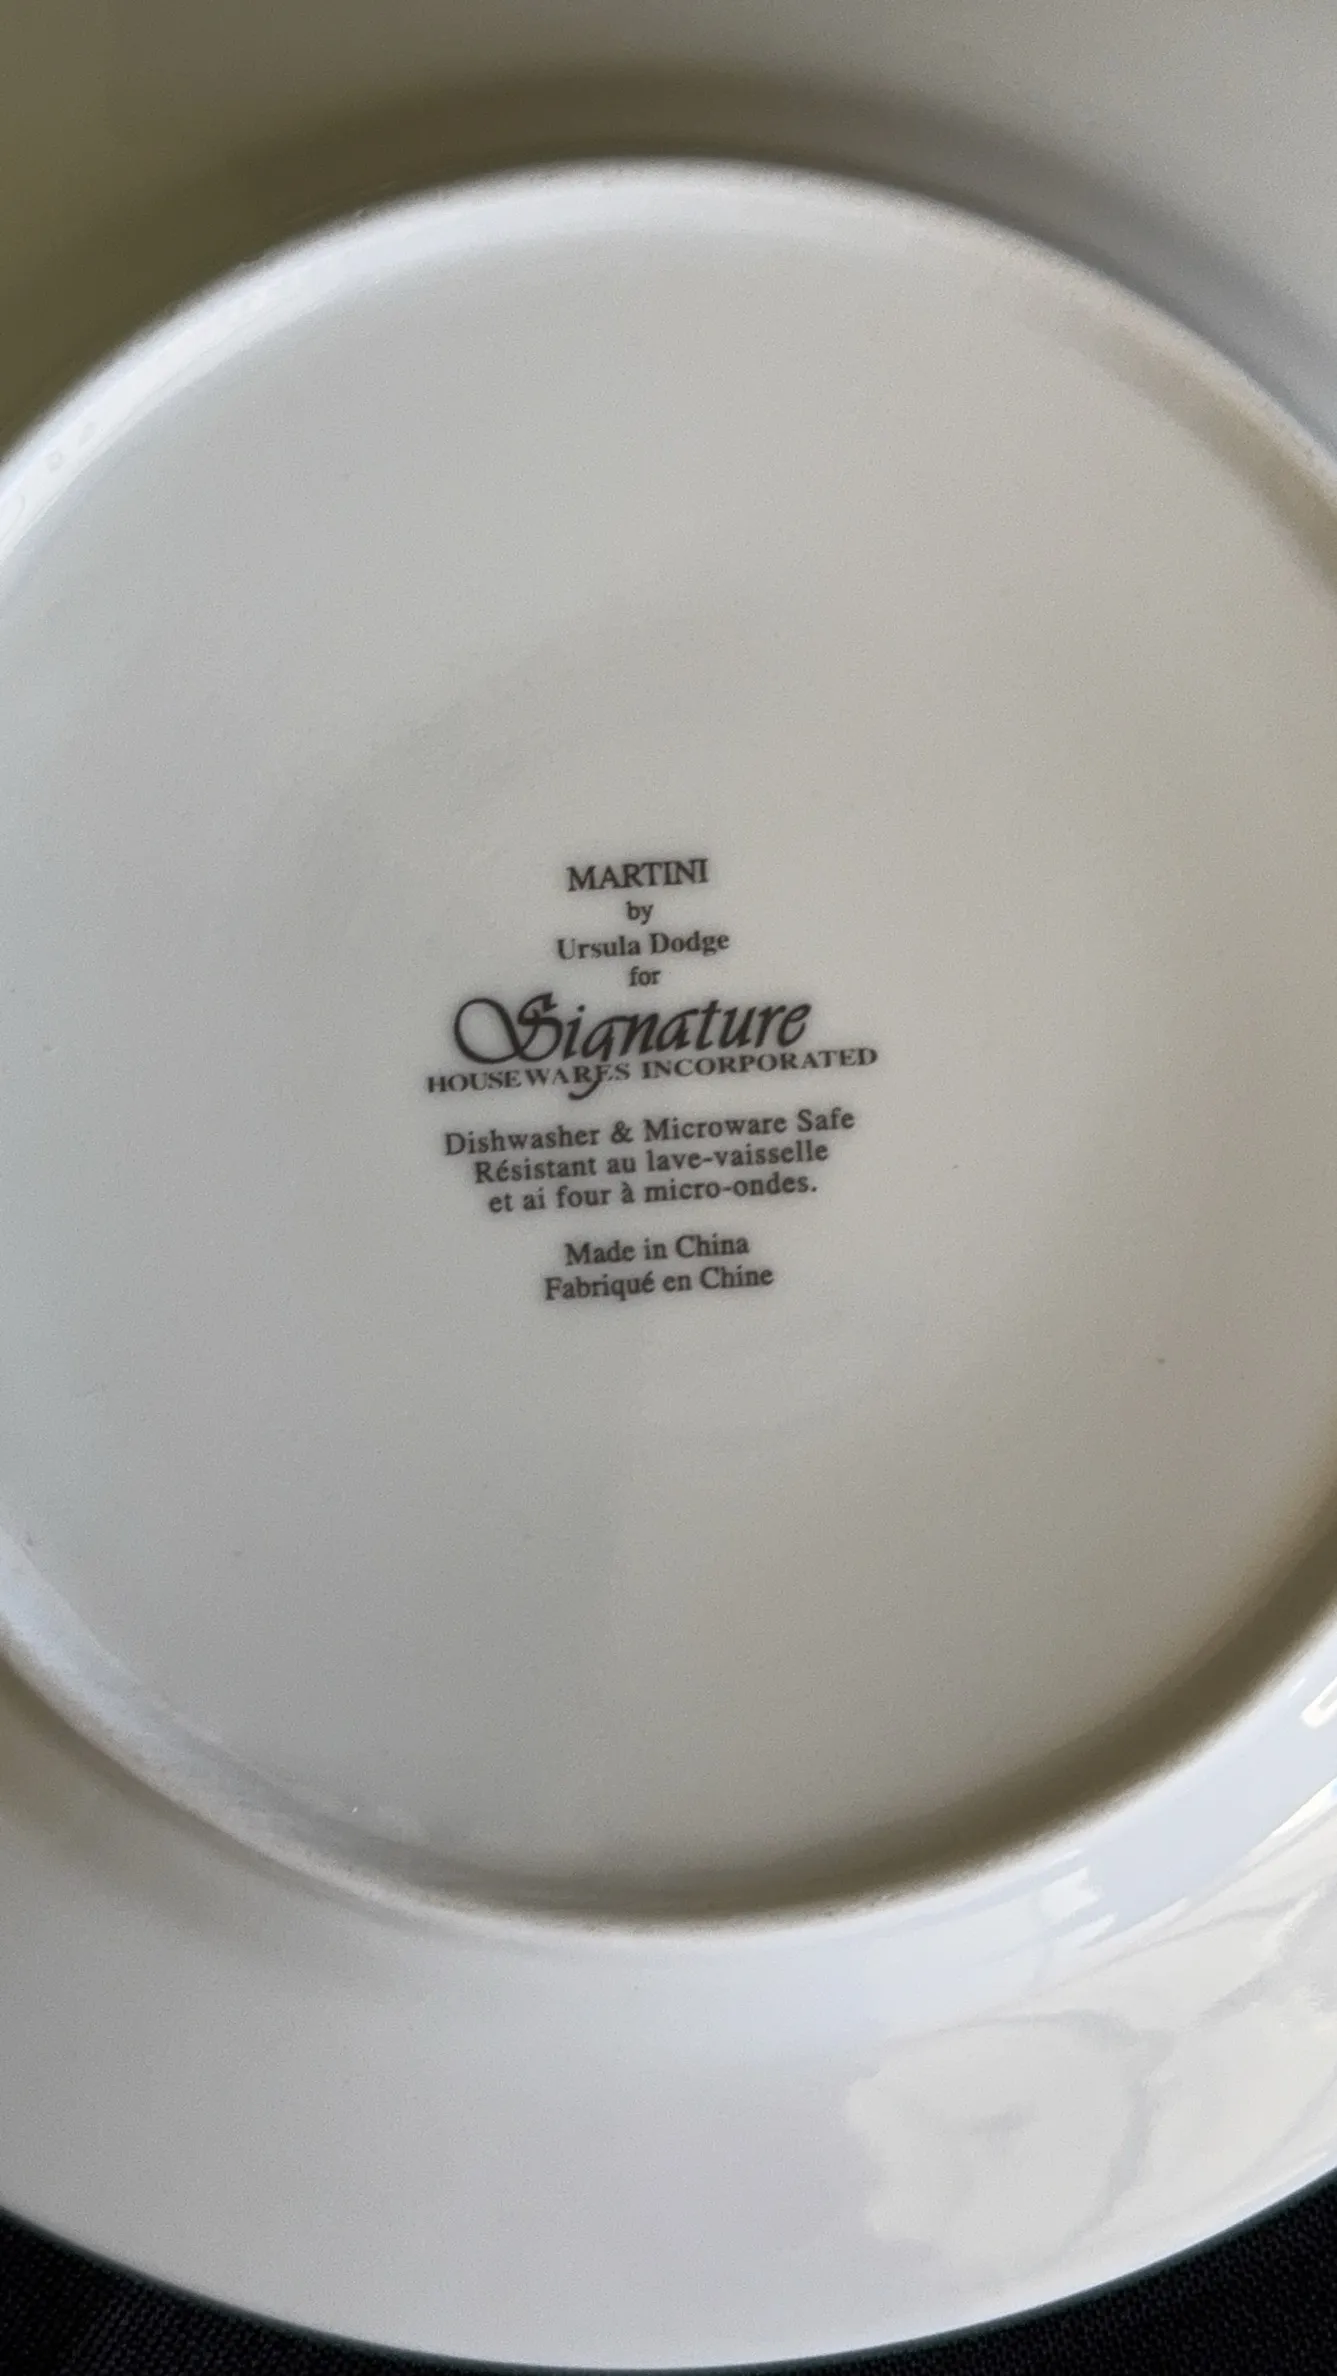 MARTINI
by
Ursula Dodge
for
Signature
HOUSEWARES INCORPORATED
Dishwasher & Microware Safe
Résistant au lave-vaisselle
et ai four à micro-ondes.
Made in China
Fabriqué en Chine